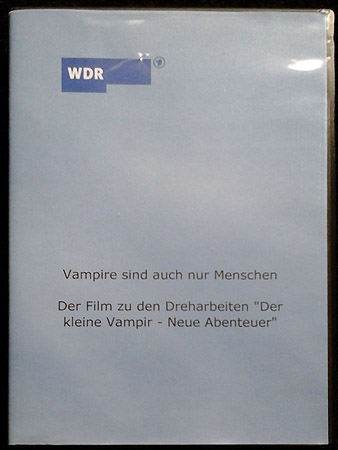 WDR
Vampire sind auch nur Menschen
Der Film zu den Dreharbeiten "Der
kleine Vampir - Neue Abenteuer"